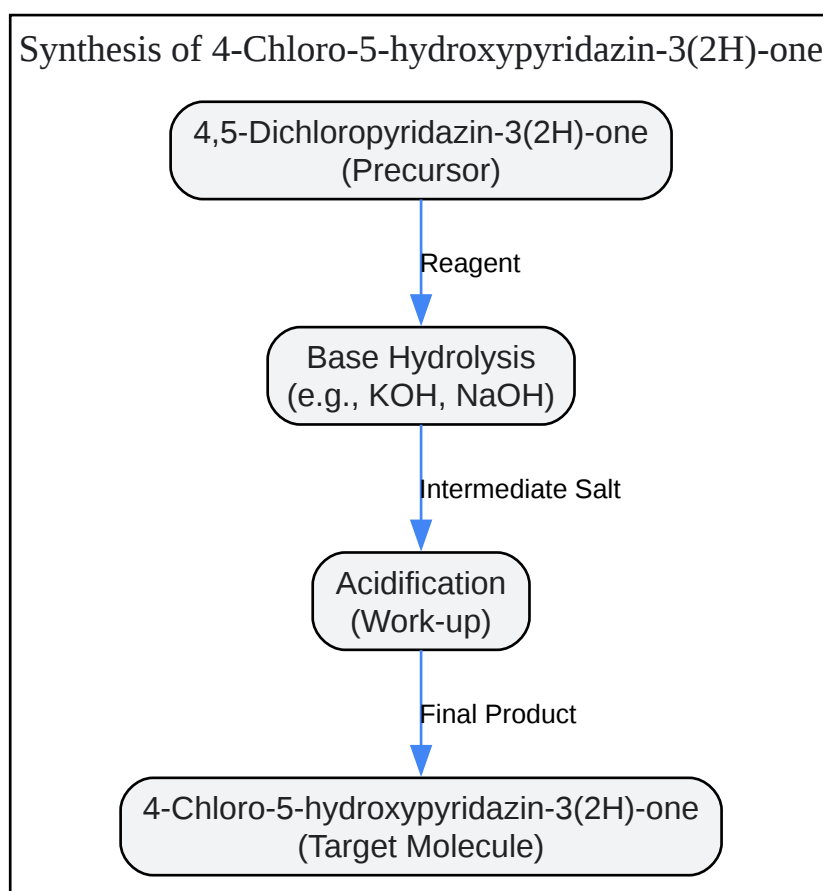 Synthesis of 4-Chloro-5-hydroxypyridazin-3(2H)-one
4,5-Dichloropyridazin-3(2H)-one
(Precursor)
Reagent
Base Hydrolysis
(e.g., KOH, NaOH)
Intermediate Salt
Acidification
(Work-up)
Final Product
4-Chloro-5-hydroxypyridazin-3(2H)-one
(Target Molecule)